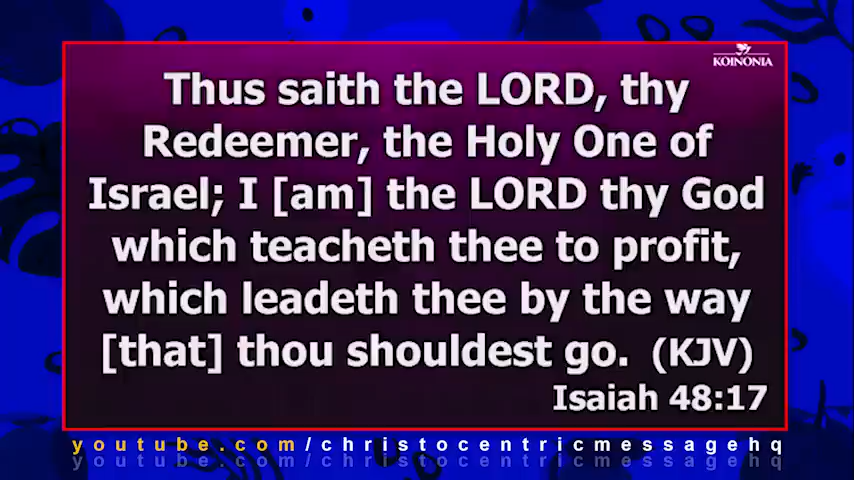 KOINONIA
Thus saith the LORD, thy
Redeemer, the Holy One of
Israel; I [am] the LORD thy God
which teacheth thee to profit,
which leadeth thee by the way
[that] thou shouldest go. (KJV)
Isaiah 48:17
youtube.com/christocentricmessagehq
youtube.com/christocentricmessagehq